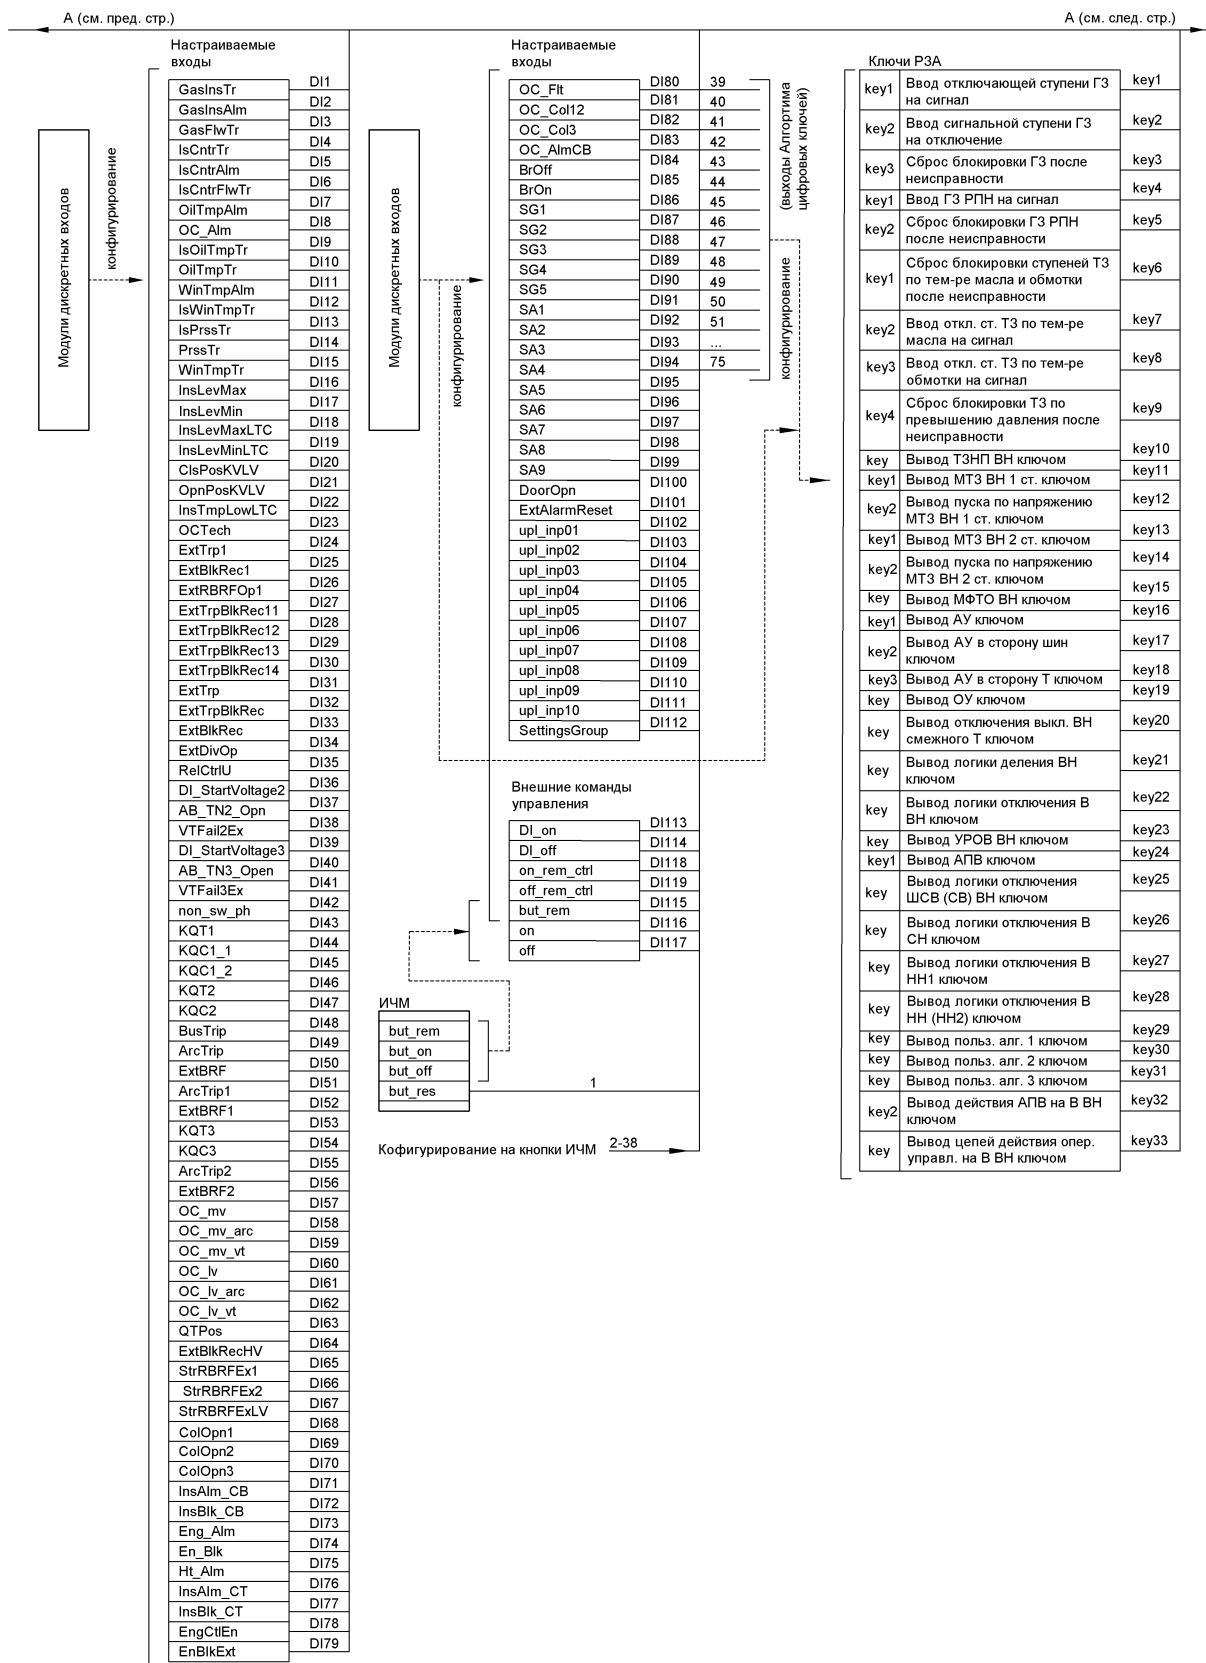 А (см. пред. стр.)
А (см. след. стр.)
Настраиваемые
входы
Модули дискретных входов
конфигурирование
GasInsTr DI1
GasInsAlm DI2
GasFlwTr DI3
IsCntrTr DI4
IsCntrAlm DI5
IsCntrFlwTr DI6
OilTmpAlm DI7
OC_Alm DI8
IsOilTmpTr DI9
OilTmpTr DI10
WinTmpAlm DI11
IsWinTmpTr DI12
IsPrssTr DI13
PrssTr DI14
WinTmpTr DI15
InsLevMax DI16
InsLevMin DI17
InsLevMaxLTC DI18
InsLevMinLTC DI19
ClsPosKVLV DI20
OpnPosKVLV DI21
InsTmpLowLTC DI22
OCTech DI23
ExtTrp1 DI24
ExtBlkRec1 DI25
ExtRBRFOp1 DI26
ExtTrpBlkRec11 DI27
ExtTrpBlkRec12 DI28
ExtTrpBlkRec13 DI29
ExtTrpBlkRec14 DI30
ExtTrp DI31
ExtTrpBlkRec DI32
ExtBlkRec DI33
ExtDivOp DI34
RelCtrlU DI35
DI_StartVoltage2 DI36
AB_TN2_Opn DI37
VTFail2Ex DI38
DI_StartVoltage3 DI39
AB_TN3_Open DI40
VTFail3Ex DI41
non_sw_ph DI42
KQT1 DI43
KQC1_1 DI44
KQC1_2 DI45
KQT2 DI46
KQC2 DI47
BusTrip DI48
ArcTrip DI49
ExtBRF DI50
ArcTrip1 DI51
ExtBRF1 DI52
KQT3 DI53
KQC3 DI54
ArcTrip2 DI55
ExtBRF2 DI56
OC_mv DI57
OC_mv_arc DI58
OC_mv_vt DI59
OC_lv DI60
OC_lv_arc DI61
OC_lv_vt DI62
QTPos DI63
ExtBlkRecHV DI64
StrRBRFEx1 DI65
StrRBRFEx2 DI66
StrRBRFExLV DI67
ColOpn1 DI68
ColOpn2 DI69
ColOpn3 DI70
InsAlm_CB DI71
InsBlk_CB DI72
Eng_Alm DI73
En_Blk DI74
Ht_Alm DI75
InsAlm_CT DI76
InsBlk_CT DI77
EngCtlEn DI78
EnBlkExt DI79
Настраиваемые
входы
Модули дискретных входов
конфигурирование
OC_Flt DI80 39
OC_Col12 DI81 40
OC_Col3 DI82 41
OC_AlmCB DI83 42
BrOff DI84 43
BrOn DI85 44
SG1 DI86 45
SG2 DI87 46
SG3 DI88 47
SG4 DI89 48
SG5 DI90 49
SA1 DI91 50
SA2 DI92 51
SA3 DI93 ...
SA4 DI94 75
SA5 DI95
SA6 DI96
SA7 DI97
SA8 DI98
SA9 DI99
DoorOpn DI100
ExtAlarmReset DI101
upl_inp01 DI102
upl_inp02 DI103
upl_inp03 DI104
upl_inp04 DI105
upl_inp05 DI106
upl_inp06 DI107
upl_inp07 DI108
upl_inp08 DI109
upl_inp09 DI110
upl_inp10 DI111
SettingsGroup DI112
(выходы Алгортима
цифровых ключей)
конфигурирование
Внешние команды
управления
DI_on DI113
DI_off DI114
on_rem_ctrl DI118
off_rem_ctrl DI119
but_rem DI115
on DI116
off DI117
ИЧМ
but_rem
but_on
but_off
but_res 1
Кофигурирование на кнопки ИЧМ 2-38
Ключи РЗА
key1 Ввод отключающей ступени ГЗ key1
на сигнал
key2 Ввод сигнальной ступени ГЗ key2
на отключение
key3 Сброс блокировки ГЗ после key3
неисправности
key1 Ввод ГЗ РПН на сигнал key4
key2 Сброс блокировки ГЗ РПН key5
после неисправности
key1 Сброс блокировки ступеней ТЗ key6
по тем-ре масла и обмотки
после неисправности
key2 Ввод откл. ст. ТЗ по тем-ре key7
масла на сигнал
key3 Ввод откл. ст. ТЗ по тем-ре key8
обмотки на сигнал
key4 Сброс блокировки ТЗ по key9
превышению давления после
неисправности
key Вывод ТЗНП ВН ключом key10
key1 Вывод МТЗ ВН 1 ст. ключом key11
key2 Вывод пуска по напряжению key12
МТЗ ВН 1 ст. ключом
key1 Вывод МТЗ ВН 2 ст. ключом key13
key2 Вывод пуска по напряжению key14
МТЗ ВН 2 ст. ключом
key Вывод МФТО ВН ключом key15
key1 Вывод АУ ключом key16
key2 Вывод АУ в сторону шин key17
ключом
key3 Вывод АУ в сторону Т ключом key18
key Вывод ОУ ключом key19
key Вывод отключения выкл. ВН key20
смежного Т ключом
key Вывод логики деления ВН key21
ключом
key Вывод логики отключения В key22
ВН ключом
key Вывод УРОВ ВН ключом key23
key1 Вывод АПВ ключом key24
key Вывод логики отключения key25
ШСВ (СВ) ВН ключом
key Вывод логики отключения В key26
СН ключом
key Вывод логики отключения В key27
НН1 ключом
key Вывод логики отключения В key28
НН (НН2) ключом
key Вывод польз. алг. 1 ключом key29
key Вывод польз. алг. 2 ключом key30
key Вывод польз. алг. 3 ключом key31
key2 Вывод действия АПВ на В ВН key32
ключом
key Вывод цепей действия опер. key33
управл. на В ВН ключом